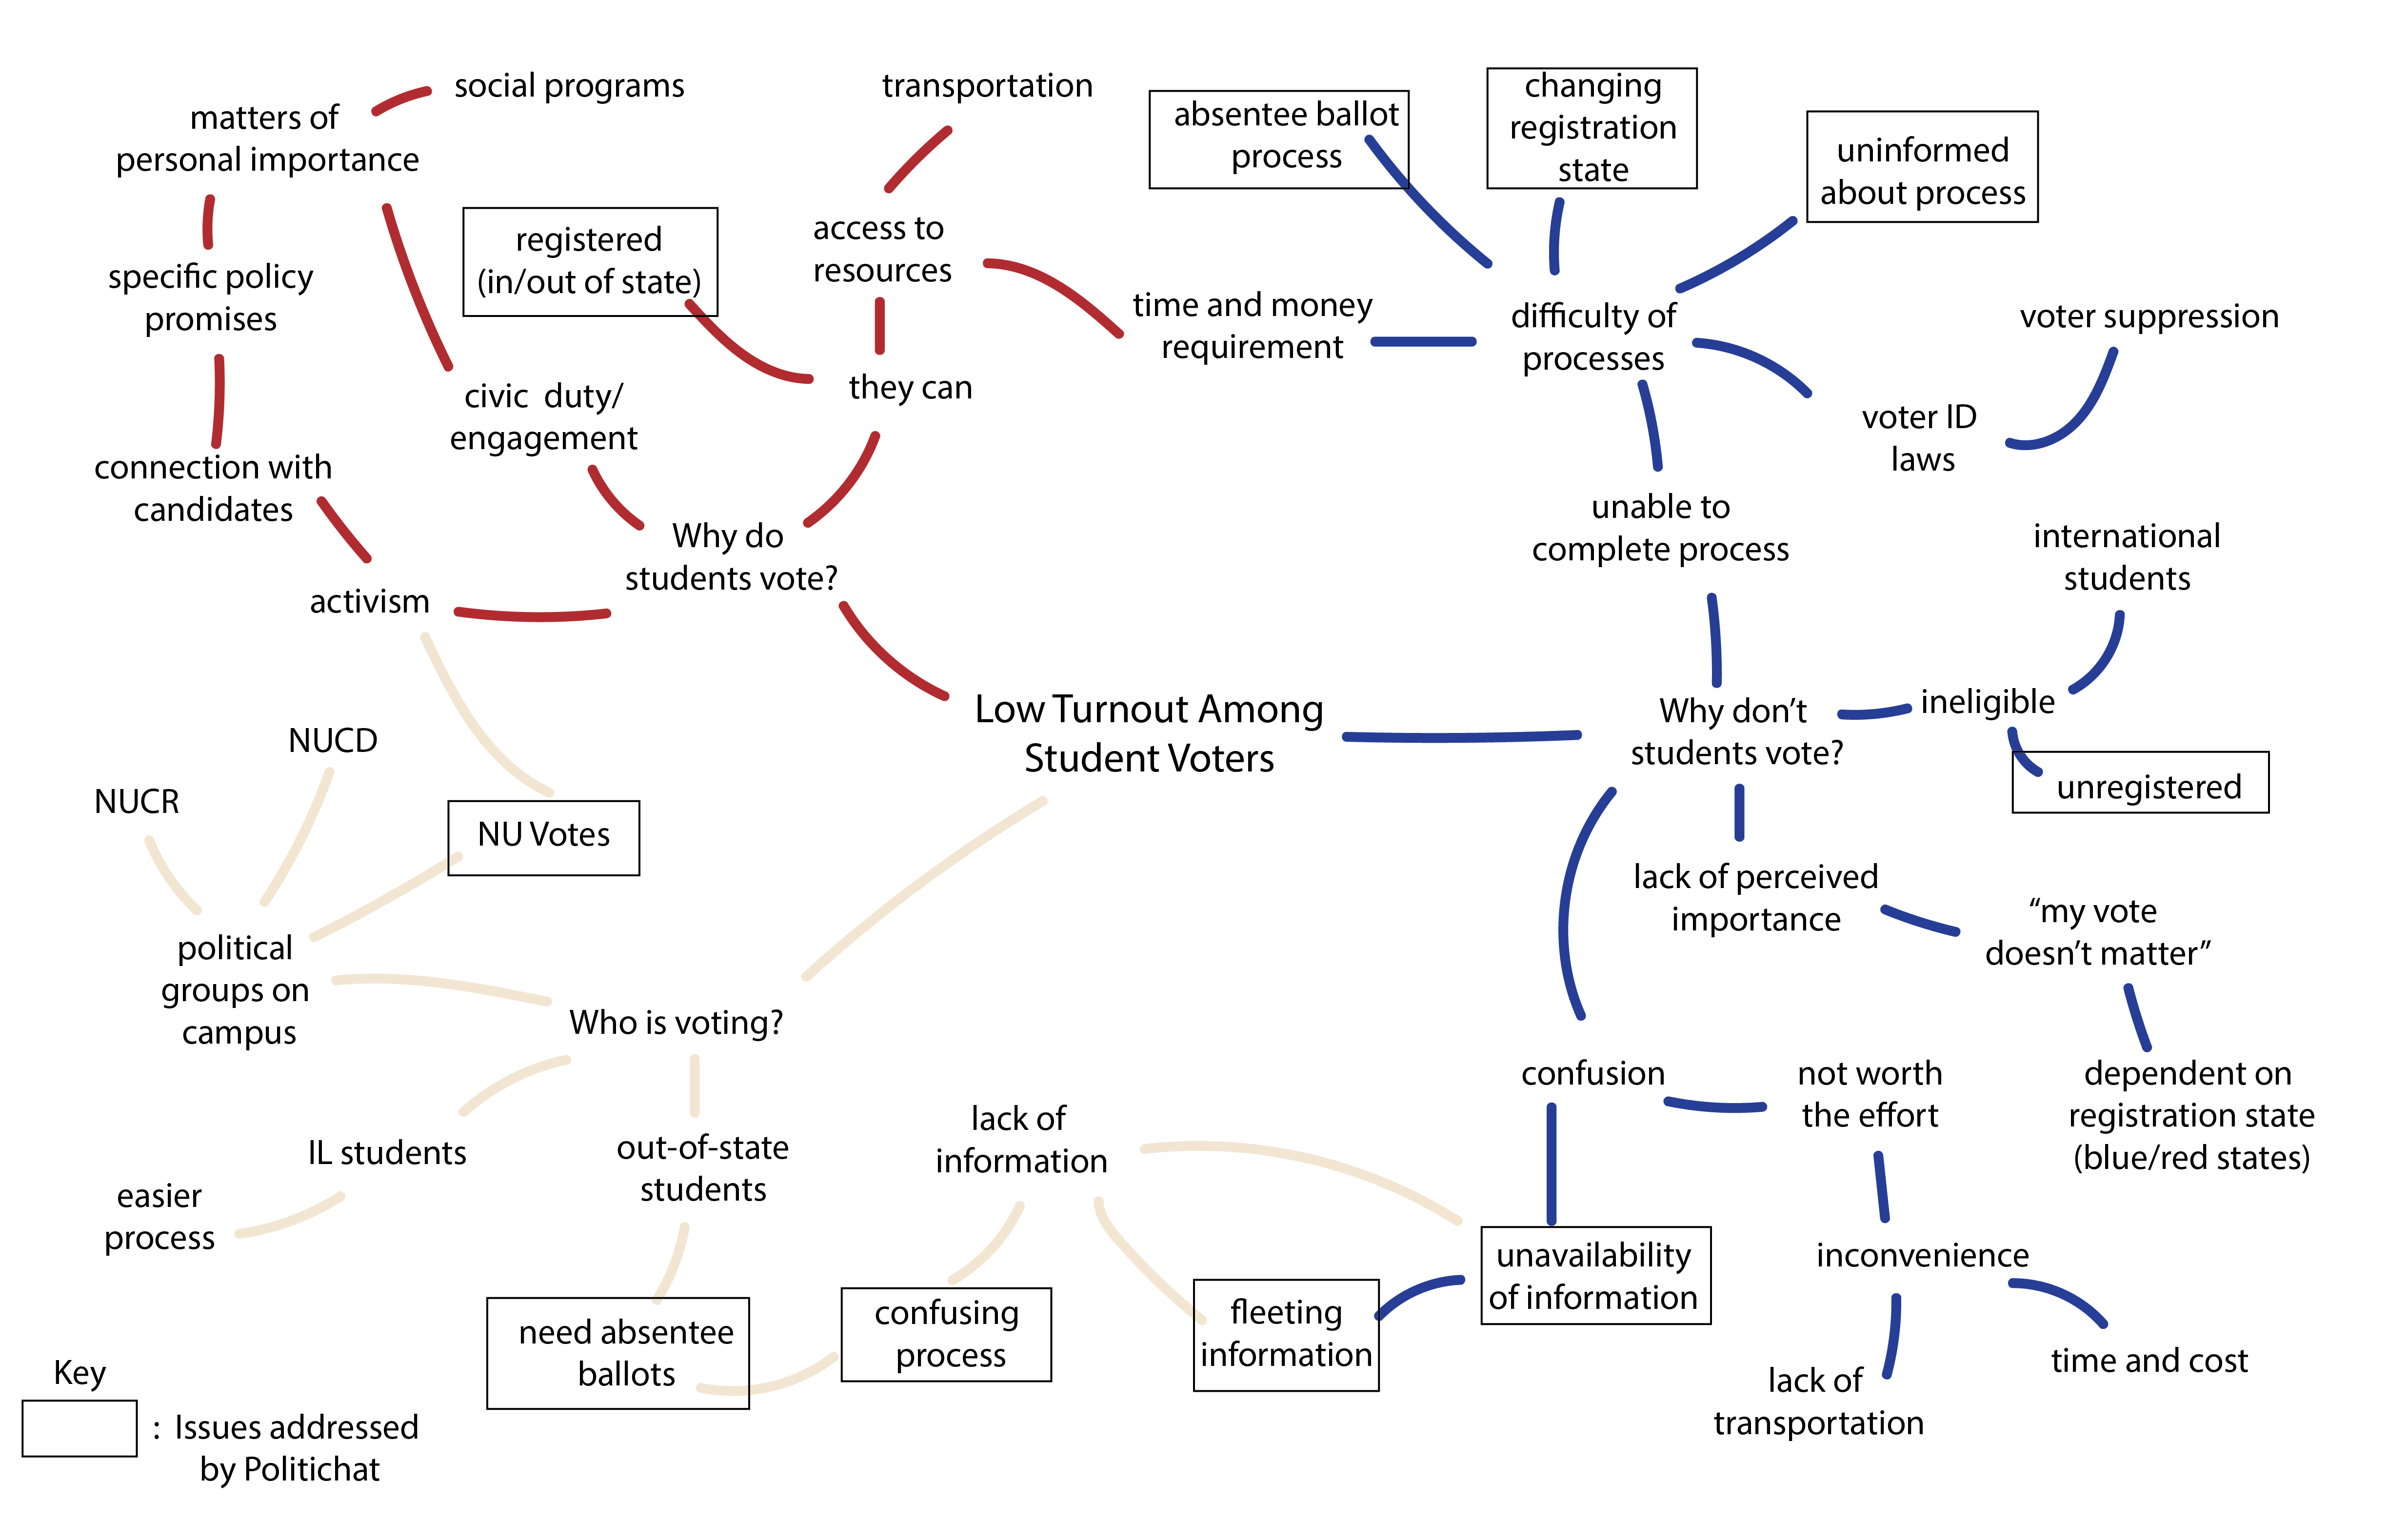 social programs
matters of
personal importance
specific policy
promises
connection with
candidates
activism
registered
(in/out of state)
civic duty/
engagement
transportation
access to
resources
they can
time and money
requirement
Why do
students vote?
absentee ballot
process
changing
registration
state
uninformed
about process
difficulty of
processes
voter suppression
voter ID
laws
unable to
complete process
international
students
ineligible
unregistered
Why don’t
students vote?
Low Turnout Among
Student Voters
lack of perceived
importance
“my vote
doesn’t matter”
dependent on
registration state
(blue/red states)
confusion
not worth
the effort
inconvenience
time and cost
lack of
transportation
unavailability
of information
fleeting
information
lack of
information
confusing
process
need absentee
ballots
out-of-state
students
IL students
easier
process
Who is voting?
political
groups on
campus
NUCR
NUCD
NU Votes
Key
: Issues addressed
by Politichat